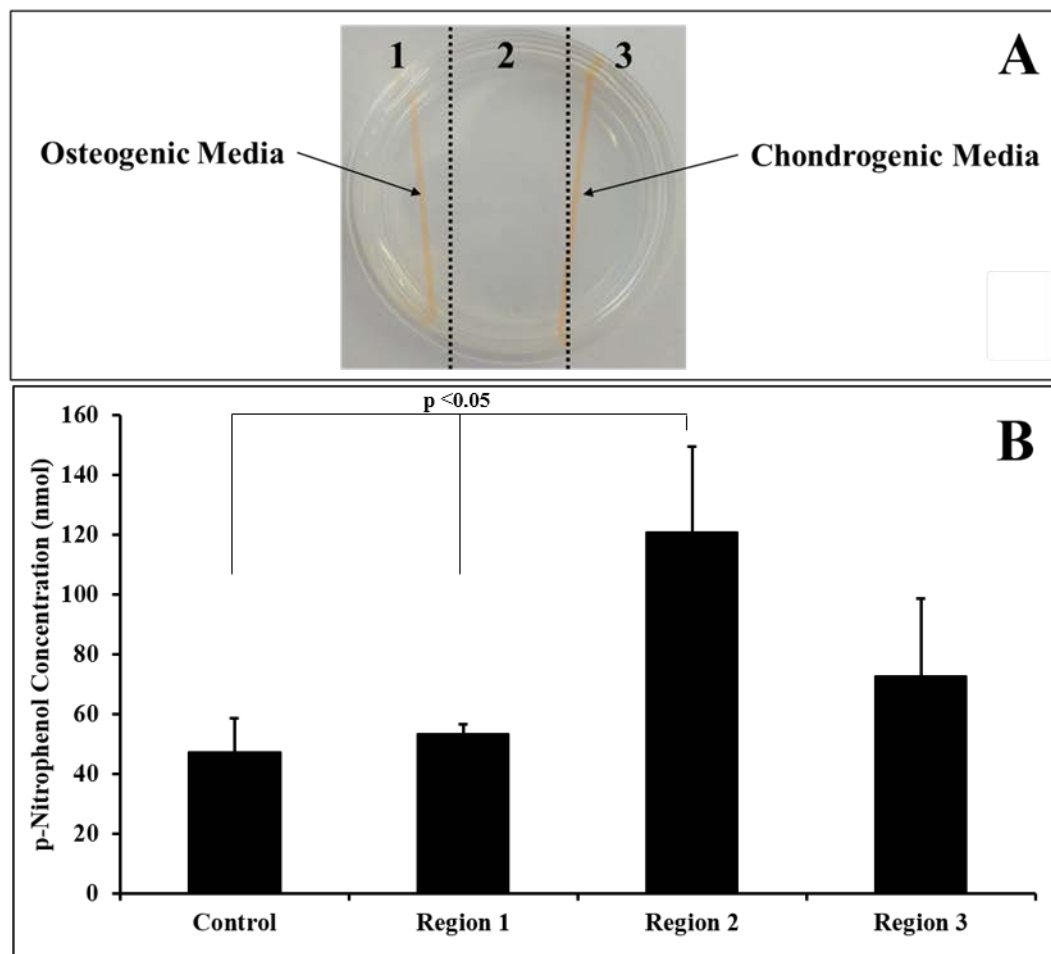 1 2 3
A
Osteogenic Media
Chondrogenic Media
B
p <0.05
p-Nitrophenol Concentration (nmol)
160
140
120
100
80
60
40
20
0
Control Region 1 Region 2 Region 3